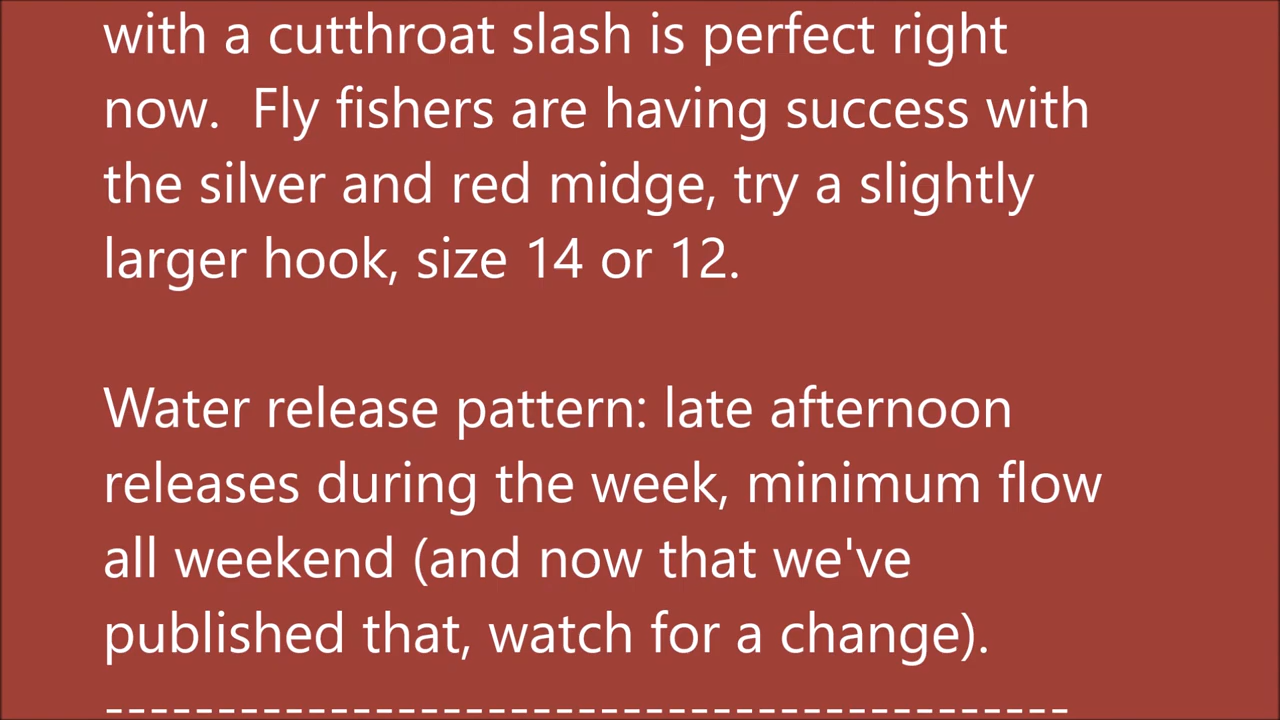 with a cutthroat slash is perfect right
now.  Fly fishers are having success with
the silver and red midge, try a slightly
larger hook, size 14 or 12.
Water release pattern: late afternoon
releases during the week, minimum flow
all weekend (and now that we've
published that, watch for a change).
-------------------------------------------